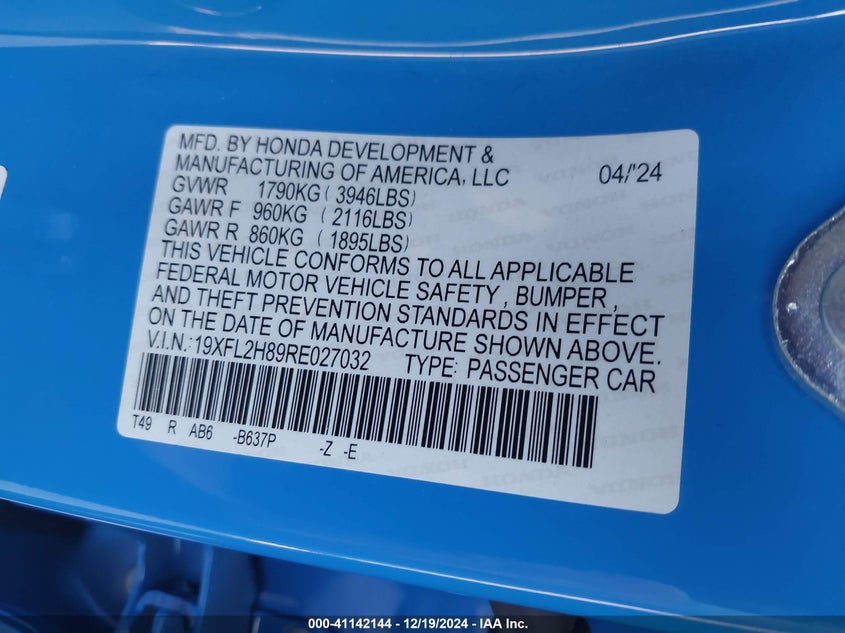 MFD. BY HONDA DEVELOPMENT &
MANUFACTURING OF AMERICA, LLC 04/'24
GVWR 1790KG ( 3946LBS)
GAWR F 960KG ( 2116LBS)
GAWR R 860KG ( 1895LBS)
THIS VEHICLE CONFORMS TO ALL APPLICABLE
FEDERAL MOTOR VEHICLE SAFETY , BUMPER ,
AND THEFT PREVENTION STANDARDS IN EFFECT
ON THE DATE OF MANUFACTURE SHOWN ABOVE.
V.I.N.: 19XFL2H89RE027032 TYPE: PASSENGER CAR
T49 R AB6 -B637P -Z -E
000-41142144 — 12/19/2024 — IAA Inc.